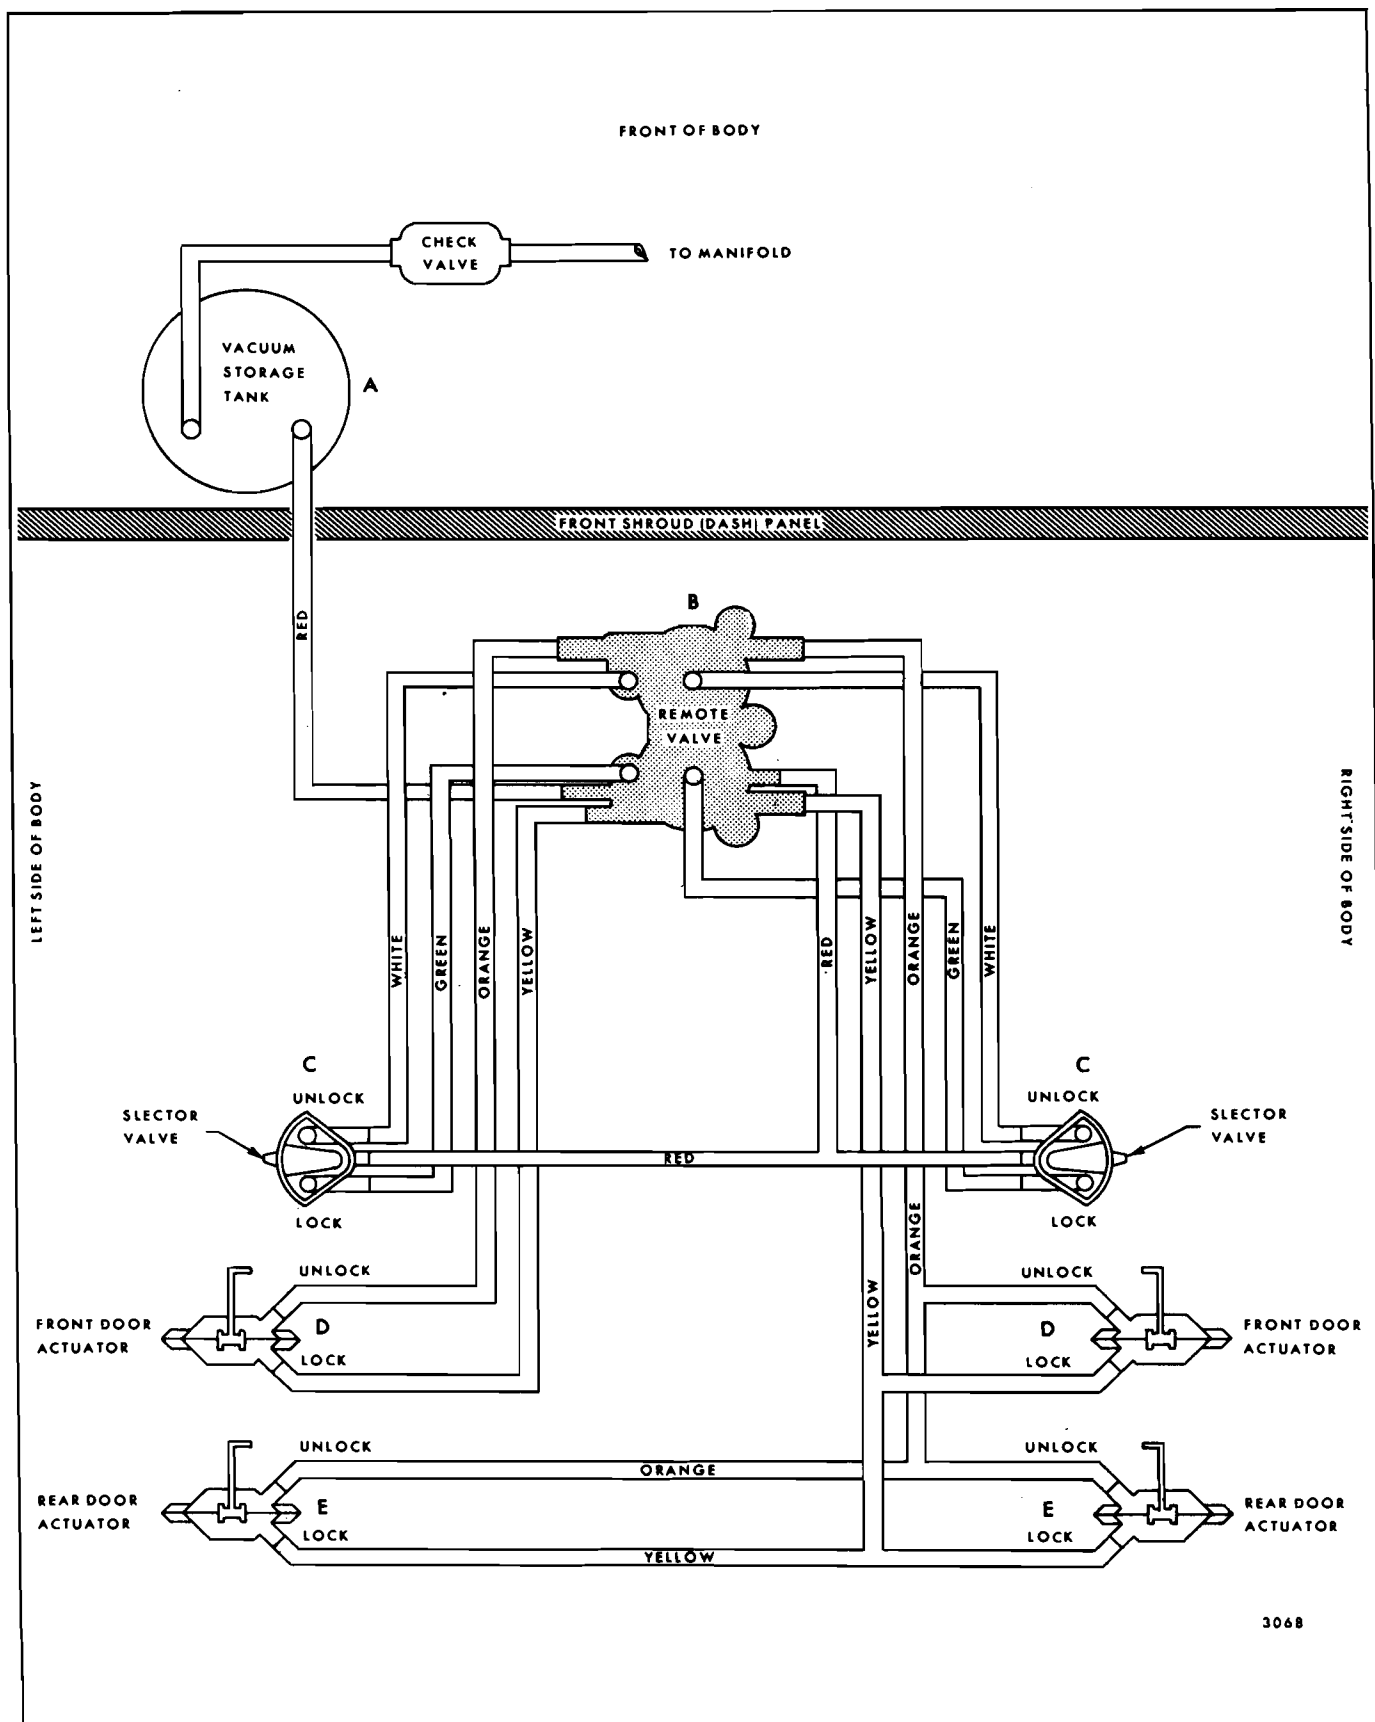 FRONT OF BODY
CHECK
VALVE
TO MANIFOLD
VACUUM
STORAGE
TANK
A
FRONT SHROUD (DASH) PANEL
RED
B
REMOTE
VALVE
LEFT SIDE OF BODY
RIGHT SIDE OF BODY
WHITE
GREEN
ORANGE
YELLOW
RED
YELLOW
ORANGE
GREEN
WHITE
C
UNLOCK
SLECTOR
VALVE
LOCK
RED
C
UNLOCK
SLECTOR
VALVE
LOCK
ORANGE
YELLOW
UNLOCK
FRONT DOOR
ACTUATOR
D
LOCK
UNLOCK
D
LOCK
FRONT DOOR
ACTUATOR
UNLOCK
REAR DOOR
ACTUATOR
E
LOCK
ORANGE
YELLOW
UNLOCK
E
LOCK
REAR DOOR
ACTUATOR
3068